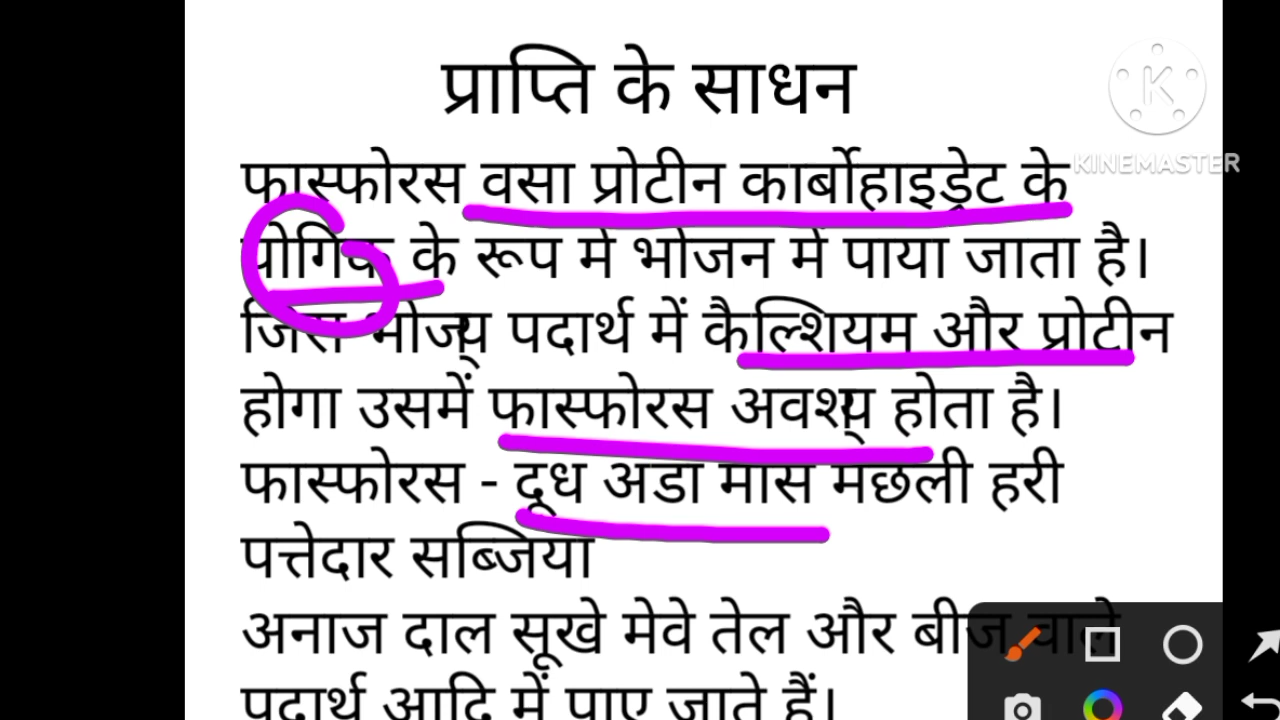 प्राप्ति के साधन
फास्फोरस वसा प्रोटीन कार्बोहाइड्रेट के
योगिक के रूप मे भोजन मे पाया जाता है।
जिस भोज्य पदार्थ में कैल्शियम और प्रोटीन
होगा उसमें फास्फोरस अवश्य होता है।
फास्फोरस - दूध अडा मास मछली हरी
पत्तेदार सब्जिया
अनाज दाल सूखे मेवे तेल और बीज वाले
पदार्थ आदि में पाए जाते हैं।
K
KINEMASTER